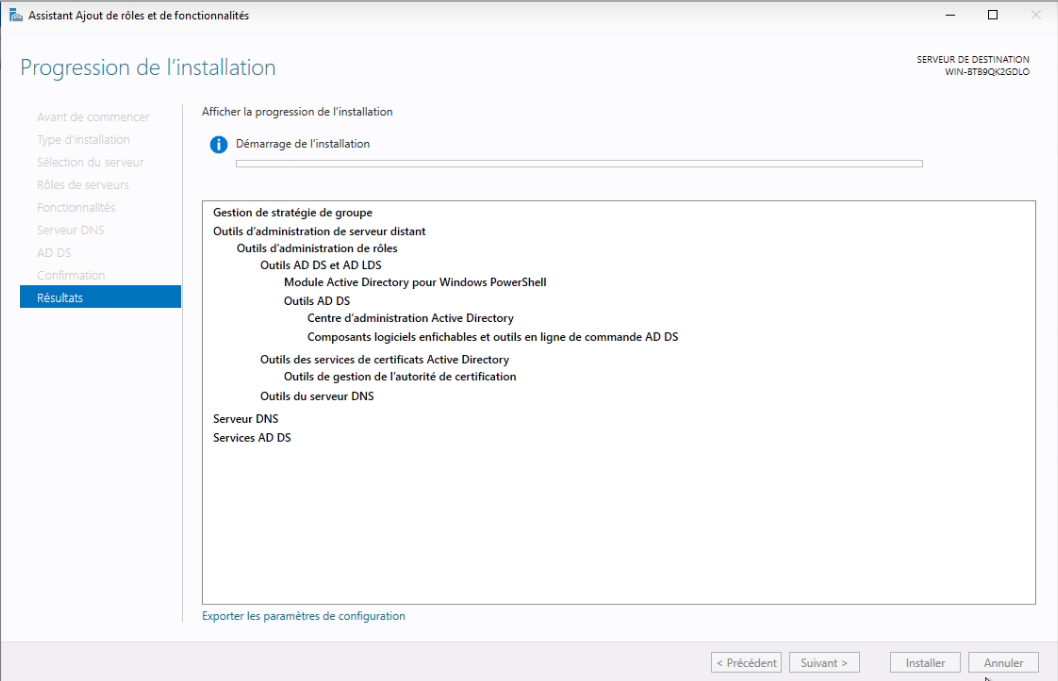 Assistant Ajout de rôles et de fonctionnalités
Progression de l'installation
SERVEUR DE DESTINATION
WIN-BTB9QK2GDLO
Avant de commencer
Type d'installation
Sélection du serveur
Rôles de serveurs
Fonctionnalités
Serveur DNS
AD DS
Confirmation
Résultats
Afficher la progression de l'installation
Démarrage de l'installation
Gestion de stratégie de groupe
Outils d'administration de serveur distant
Outils d'administration de rôles
Outils AD DS et AD LDS
Module Active Directory pour Windows PowerShell
Outils AD DS
Centre d'administration Active Directory
Composants logiciels enfichables et outils en ligne de commande AD DS
Outils des services de certificats Active Directory
Outils de gestion de l'autorité de certification
Outils du serveur DNS
Serveur DNS
Services AD DS
Exporter les paramètres de configuration
< Précédent Suivant > Installer Annuler